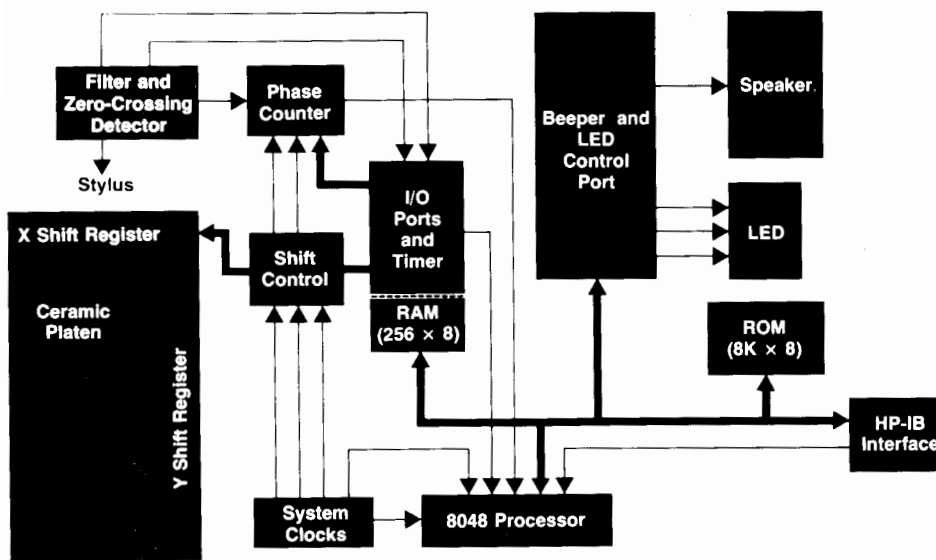 Filter and
Zero-Crossing
Detector
Phase
Counter
Stylus
X Shift Register
Ceramic
Platen
Y Shift Register
Shift
Control
I/O
Ports
and
Timer
RAM
(256 × 8)
System
Clocks
8048 Processor
Beeper and
LED
Control
Port
Speaker
LED
ROM
(8K × 8)
HP-IB
Interface